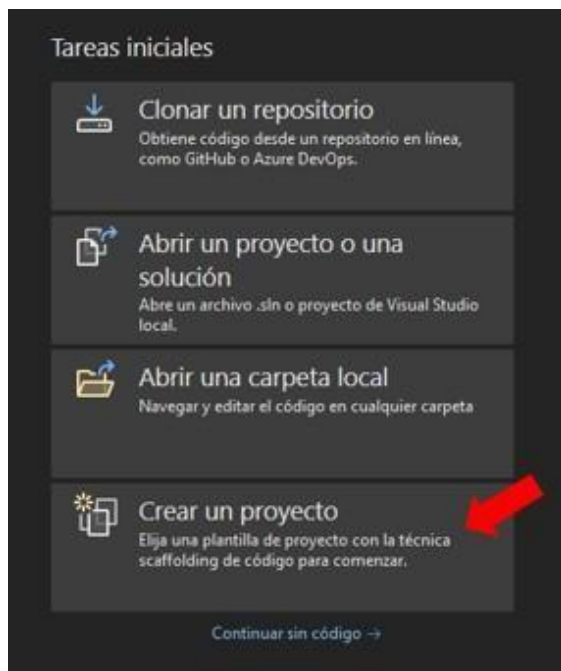 Tareas iniciales
Clonar un repositorio
Obtiene código desde un repositorio en línea,
como GitHub o Azure DevOps.
Abrir un proyecto o una
solución
Abre un archivo .sln o proyecto de Visual Studio
local.
Abrir una carpeta local
Navegar y editar el código en cualquier carpeta
Crear un proyecto
Elija una plantilla de proyecto con la técnica
scaffolding de código para comenzar.
Continuar sin código →